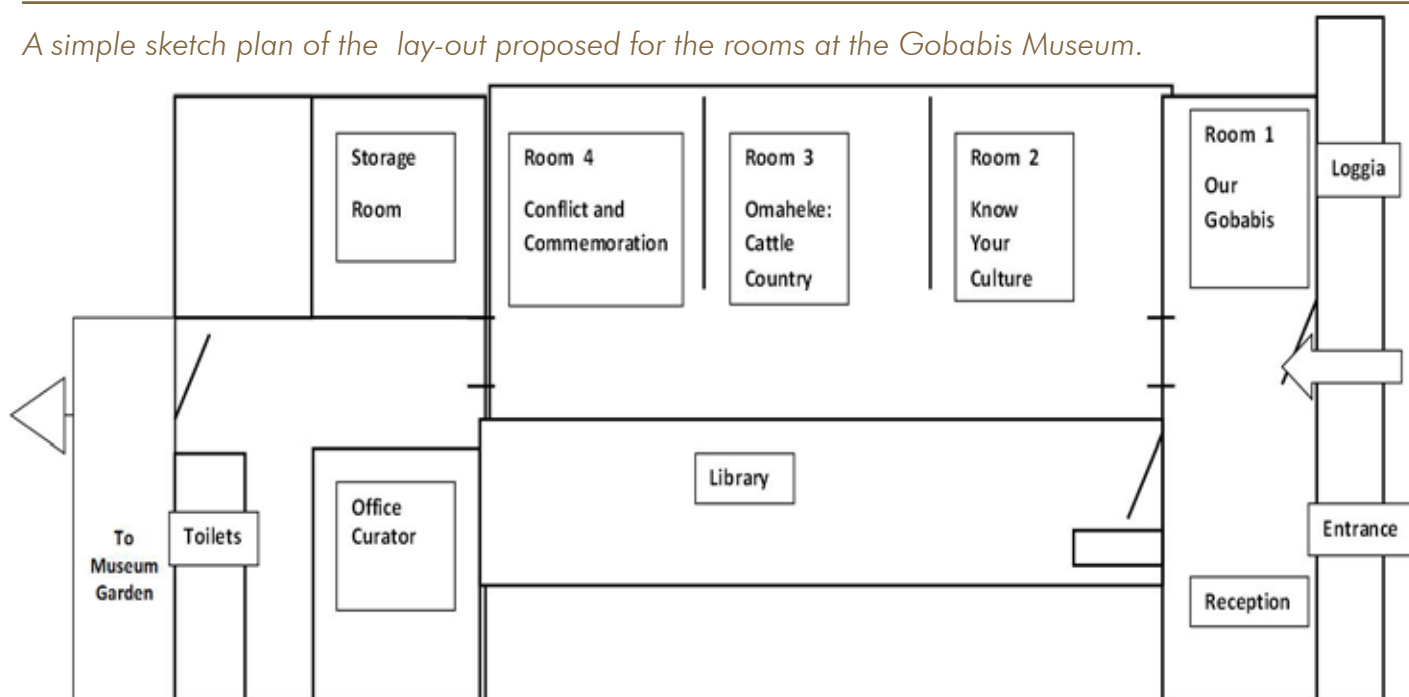 A simple sketch plan of the lay-out proposed for the rooms at the Gobabis Museum.
Storage
Room
Room 4
Conflict and
Commemoration
Room 3
Omaheke:
Cattle
Country
Room 2
Know
Your
Culture
Room 1
Our
Gobabis
Loggia
To
Museum
Garden
Toilets
Office
Curator
Library
Entrance
Reception